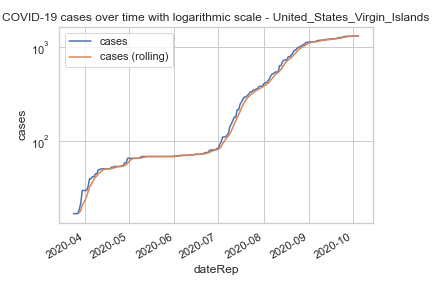 COVID-19 cases over time with logarithmic scale - United_States_Virgin_Islands
cases
cases (rolling)
10³
10²
cases
2020-04
2020-05
2020-06
2020-07
2020-08
2020-09
2020-10
dateRep